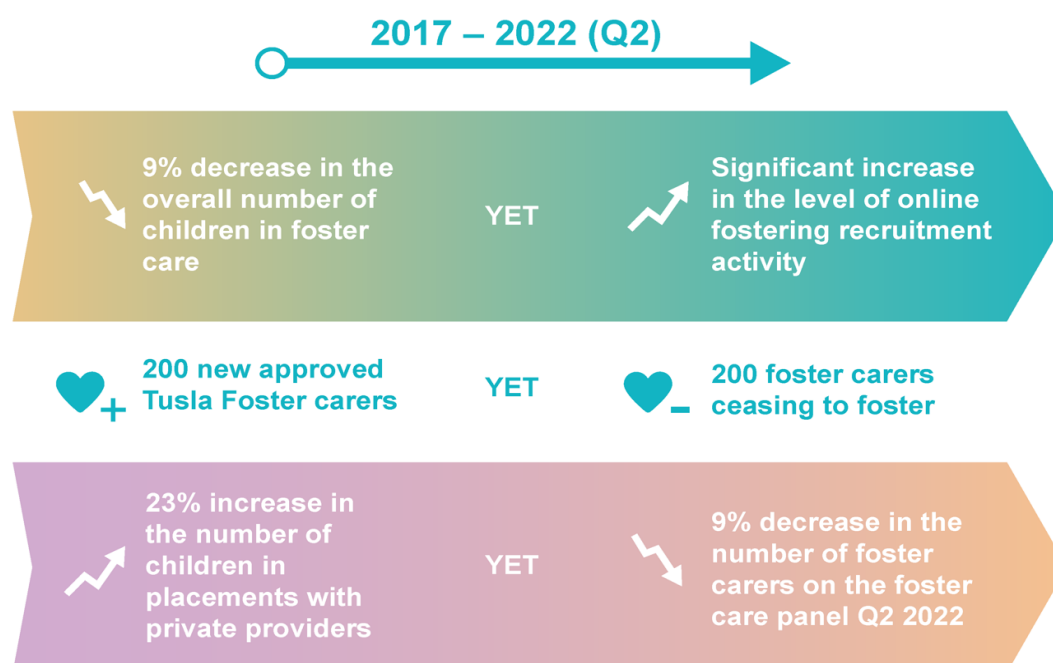 2017 – 2022 (Q2)
9% decrease in the
overall number of
children in foster
care
YET
Significant increase
in the level of online
fostering recruitment
activity
200 new approved
Tusla Foster carers
YET
200 foster carers
ceasing to foster
23% increase in
the number of
children in
placements with
private providers
YET
9% decrease in the
number of foster
carers on the foster
care panel Q2 2022